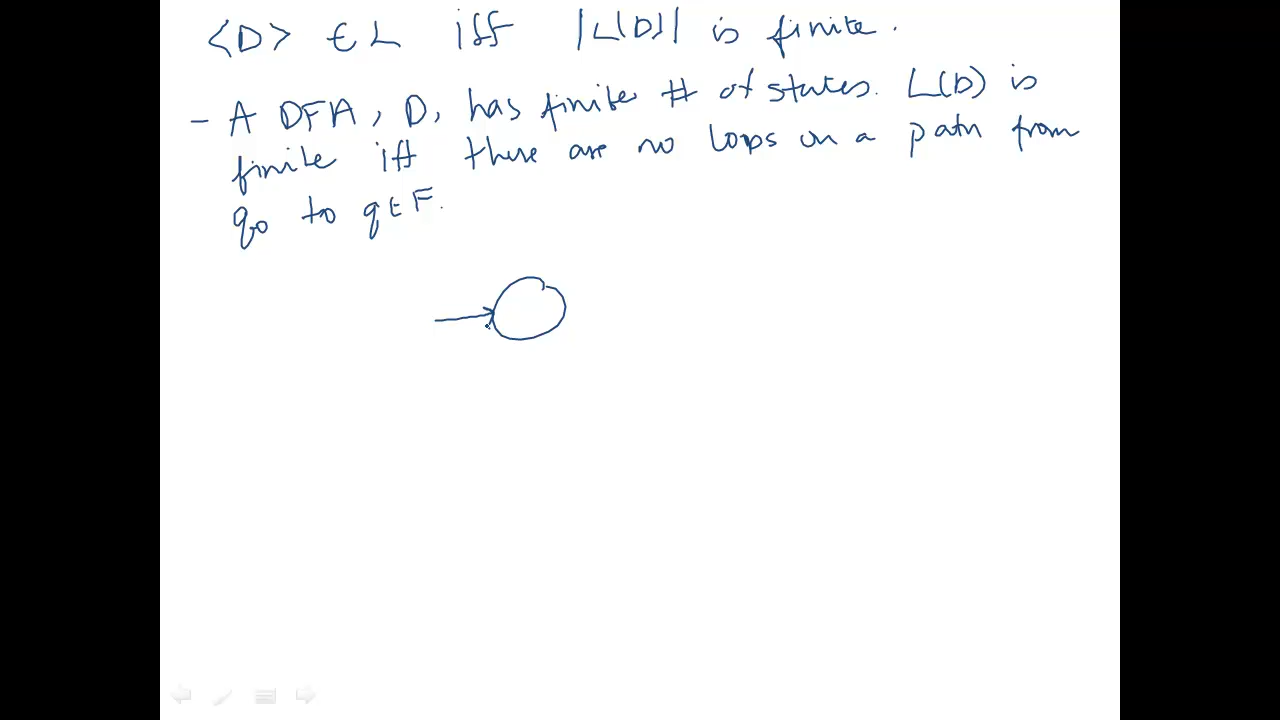 <D> ∈ L iff |L(D)| is finite.
- A DFA, D, has finite # of states. L(D) is
finite iff there are no loops on a path from
q0 to q ∈ F.